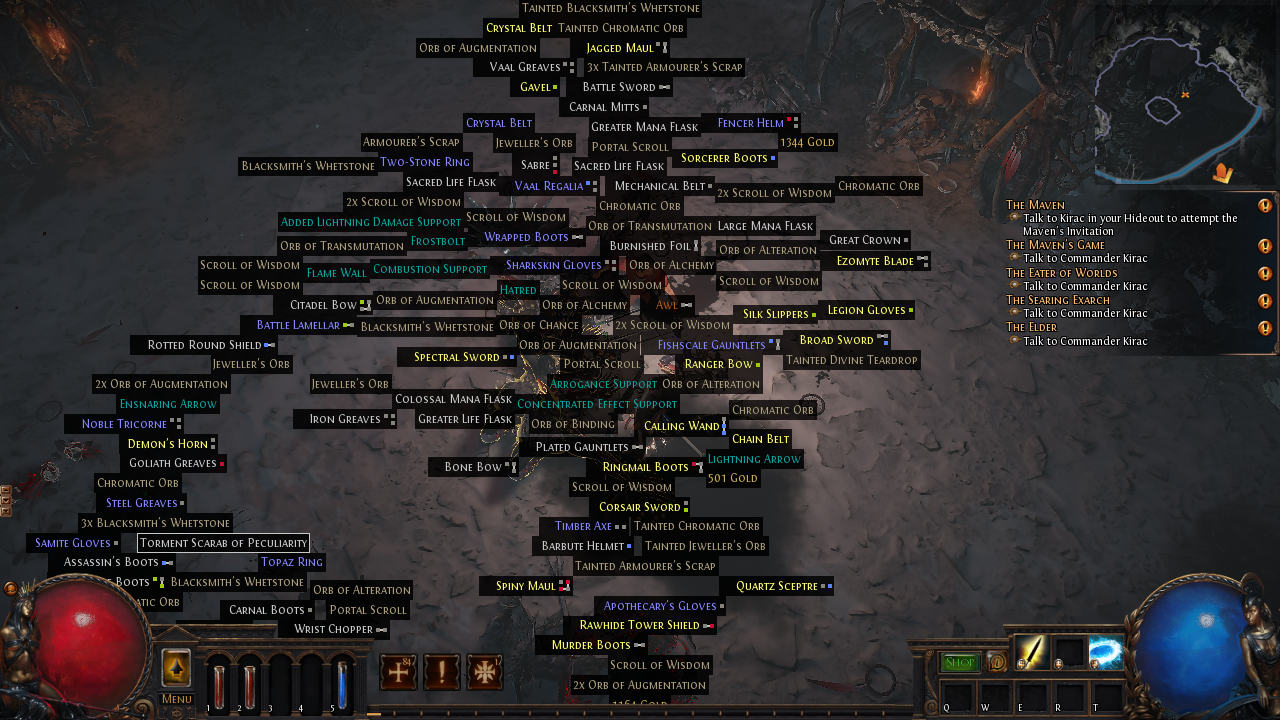 Tainted Blacksmith's Whetstone
Crystal Belt
Tainted Chromatic Orb
Orb of Augmentation
Jagged Maul
Vaal Greaves
3x Tainted Armourer's Scrap
Gavel
Battle Sword
Carnal Mitts
Crystal Belt
Greater Mana Flask
Fencer Helm
Armourer's Scrap
Jeweller's Orb
Portal Scroll
1344 Gold
Blacksmith's Whetstone
Two-Stone Ring
Sabre
Sacred Life Flask
Sorcerer Boots
Sacred Life Flask
Vaal Regalia
Mechanical Belt
2x Scroll of Wisdom
Chromatic Orb
2x Scroll of Wisdom
Chromatic Orb
Added Lightning Damage Support
Scroll of Wisdom
Orb of Transmutation
Large Mana Flask
Orb of Transmutation
Frostbolt
Wrapped Boots
Burnished Foil
Orb of Alteration
Great Crown
Scroll of Wisdom
Flame Wall
Combustion Support
Sharkskin Gloves
Orb of Alchemy
Ezomyte Blade
Scroll of Wisdom
Hatred
Scroll of Wisdom
Scroll of Wisdom
Citadel Bow
Orb of Augmentation
Orb of Alchemy
Awl
Silk Slippers
Legion Gloves
Battle Lamellar
Blacksmith's Whetstone
Orb of Chance
2x Scroll of Wisdom
Rotted Round Shield
Orb of Augmentation
Fishscale Gauntlets
Broad Sword
Jeweller's Orb
Spectral Sword
Portal Scroll
Ranger Bow
Tainted Divine Teardrop
2x Orb of Augmentation
Jeweller's Orb
Arrogance Support
Orb of Alteration
Ensnaring Arrow
Colossal Mana Flask
Concentrated Effect Support
Chromatic Orb
Noble Tricorne
Iron Greaves
Greater Life Flask
Orb of Binding
Calling Wand
Demon's Horn
Plated Gauntlets
Chain Belt
Goliath Greaves
Bone Bow
Ringmail Boots
Lightning Arrow
Chromatic Orb
Scroll of Wisdom
501 Gold
Steel Greaves
Corsair Sword
3x Blacksmith's Whetstone
Timber Axe
Tainted Chromatic Orb
Samite Gloves
Torment Scarab of Peculiarity
Barbute Helmet
Tainted Jeweller's Orb
Assassin's Boots
Topaz Ring
Tainted Armourer's Scrap
Boots
Blacksmith's Whetstone
Orb of Alteration
Spiny Maul
Quartz Sceptre
Orb
Carnal Boots
Portal Scroll
Apothecary's Gloves
Wrist Chopper
Rawhide Tower Shield
Murder Boots
Scroll of Wisdom
2x Orb of Augmentation
The Maven
Talk to Kirac in your Hideout to attempt the
Maven's Invitation
The Maven's Game
Talk to Commander Kirac
The Eater of Worlds
Talk to Commander Kirac
The Searing Exarch
Talk to Commander Kirac
The Elder
Talk to Commander Kirac
Menu
1 2 3 4 5
84
Shop
Q W E R T